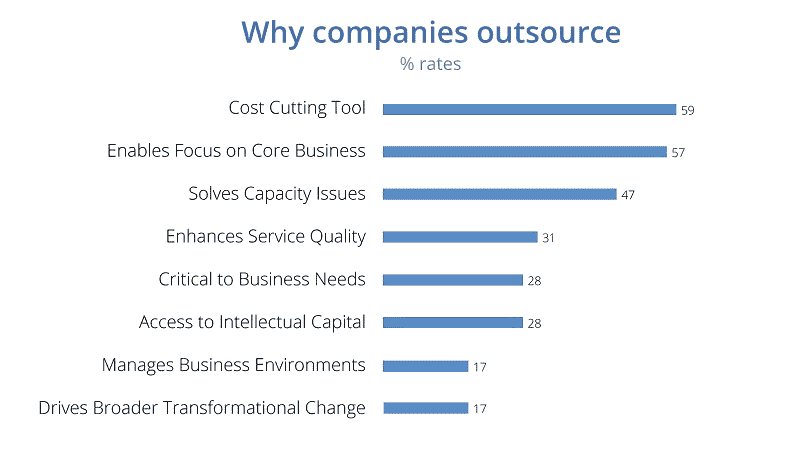 Why companies outsource
% rates
Cost Cutting Tool 59
Enables Focus on Core Business 57
Solves Capacity Issues 47
Enhances Service Quality 31
Critical to Business Needs 28
Access to Intellectual Capital 28
Manages Business Environments 17
Drives Broader Transformational Change 17